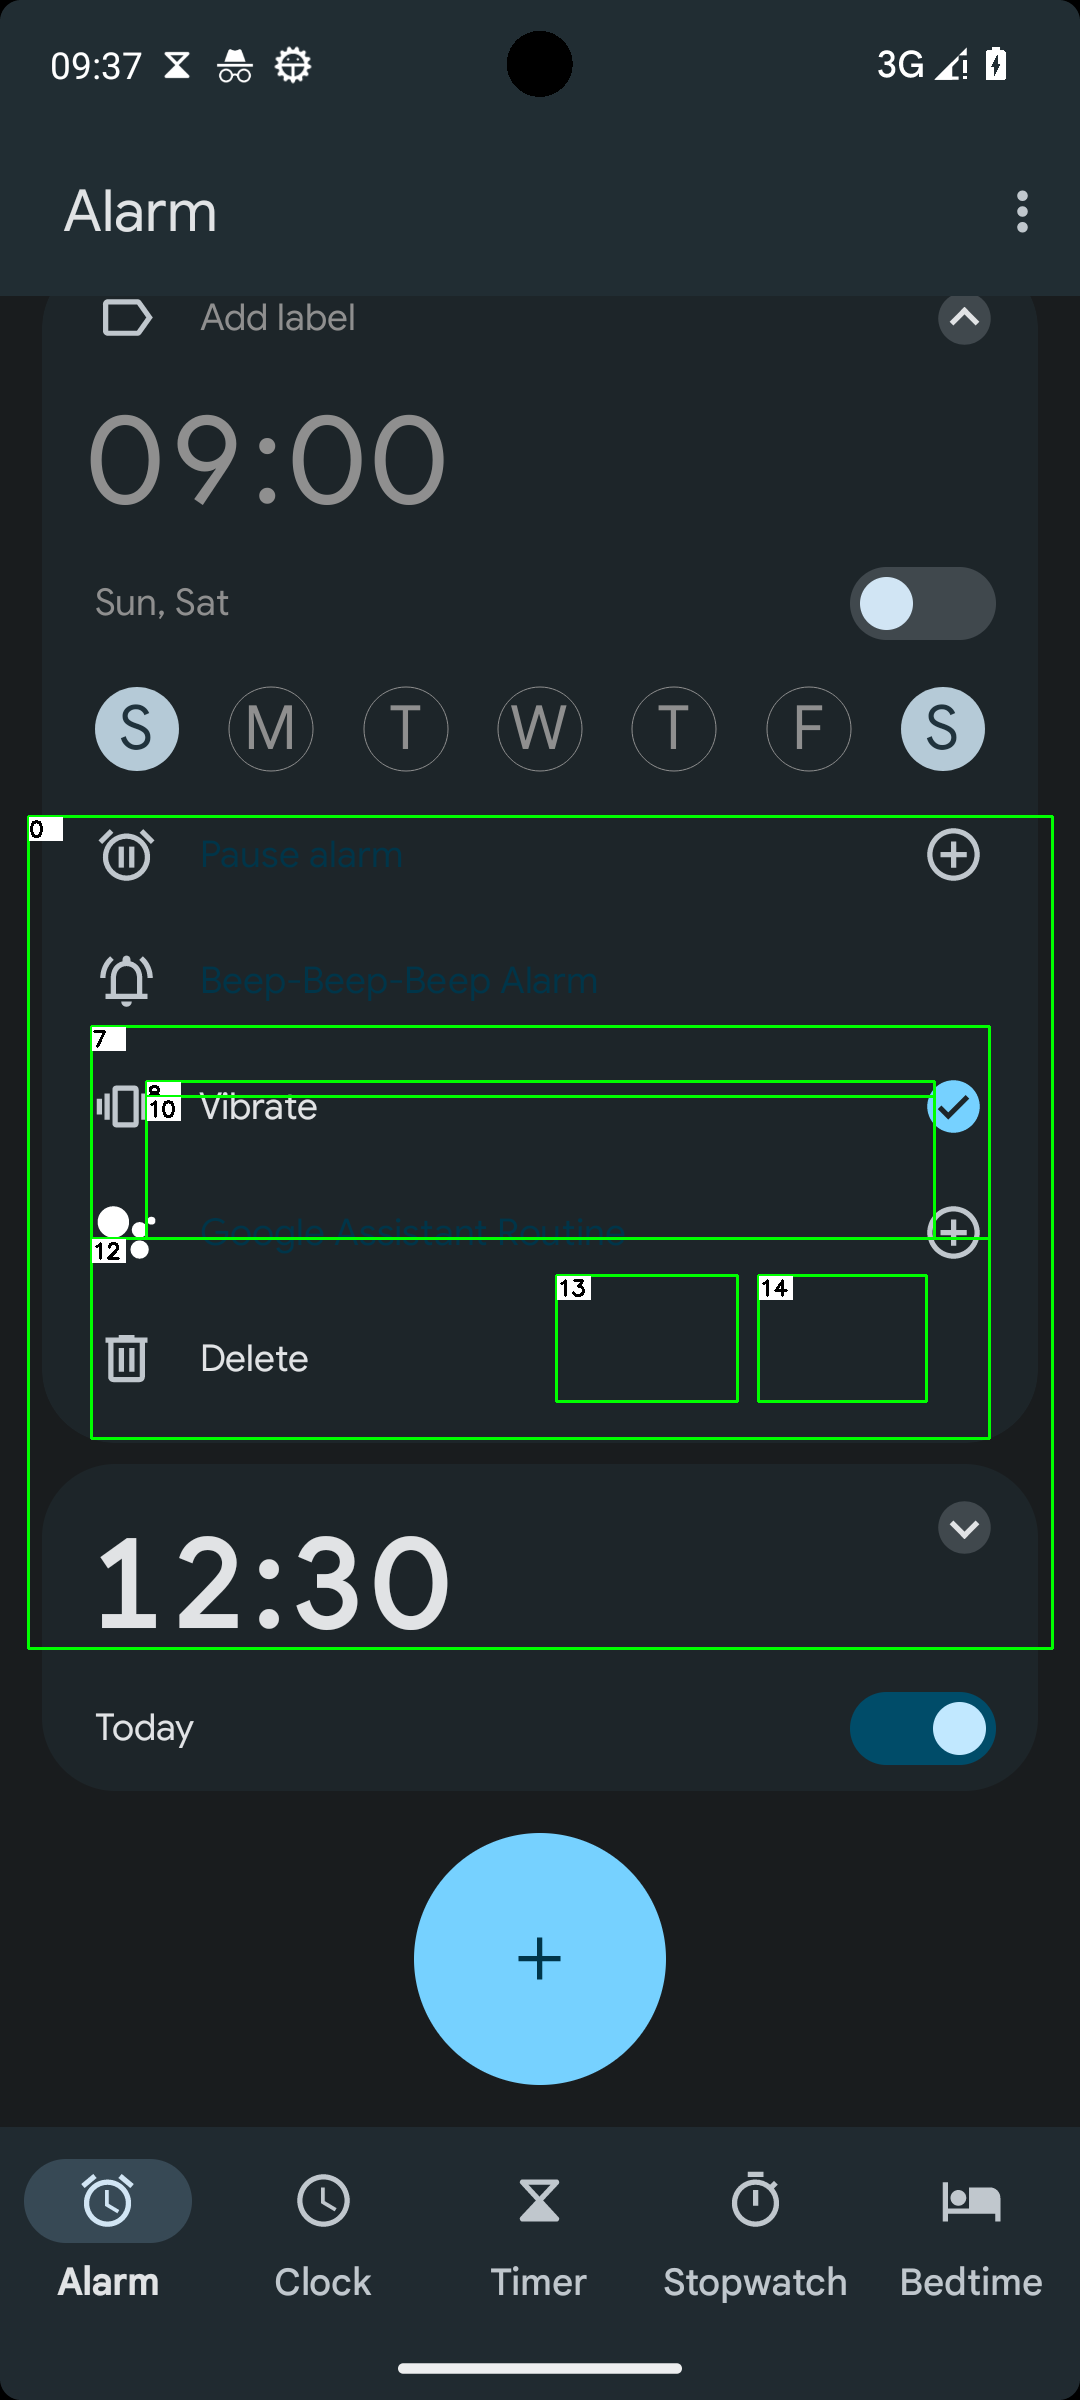 09:37
3G
Alarm
Add label
09:00
Sun, Sat
S M T W T F S
0
Pause alarm
Beep-Beep-Beep Alarm
7
10 Vibrate
Google Assistant Routine
12
13 14
Delete
12:30
Today
Alarm Clock Timer Stopwatch Bedtime